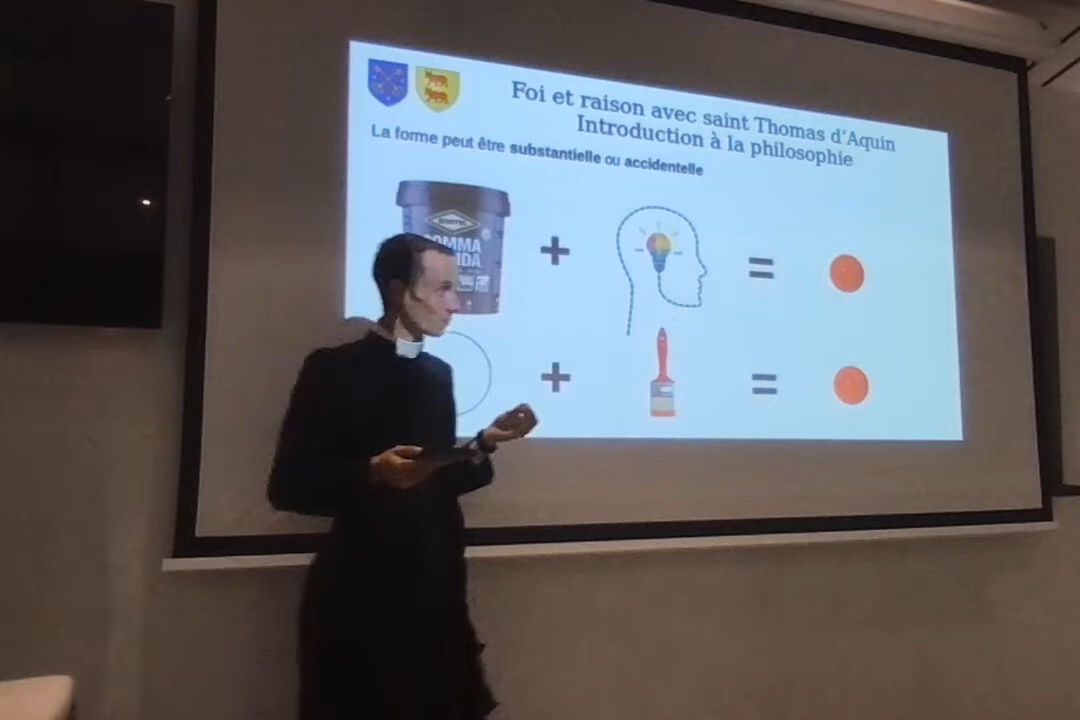 Foi et raison avec saint Thomas d'Aquin
Introduction à la philosophie
La forme peut être substantielle ou accidentelle
+
=
+
=